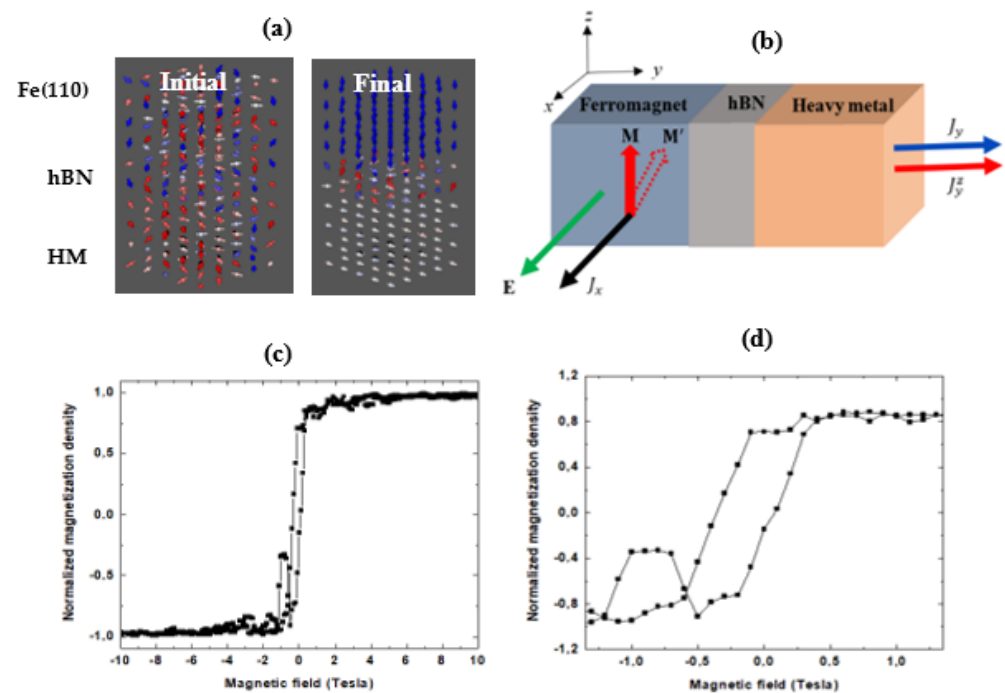 (a)
Initial
Final
Fe(110)
hBN
HM
(b)
z
y
x
Ferromagnet
hBN
Heavy metal
M
M′
E
J_x
J_y
J_y^z
(c)
Normalized magnetization density
1.0
0.5
0.0
-0.5
-1.0
-10 -8 -6 -4 -2 0 2 4 6 8 10
Magnetic field (Tesla)
(d)
Normalized magnetization density
1,2
0,8
0,4
0,0
-0,4
-0,8
-1,2
-1,0 -0,5 0,0 0,5 1,0
Magnetic field (Tesla)